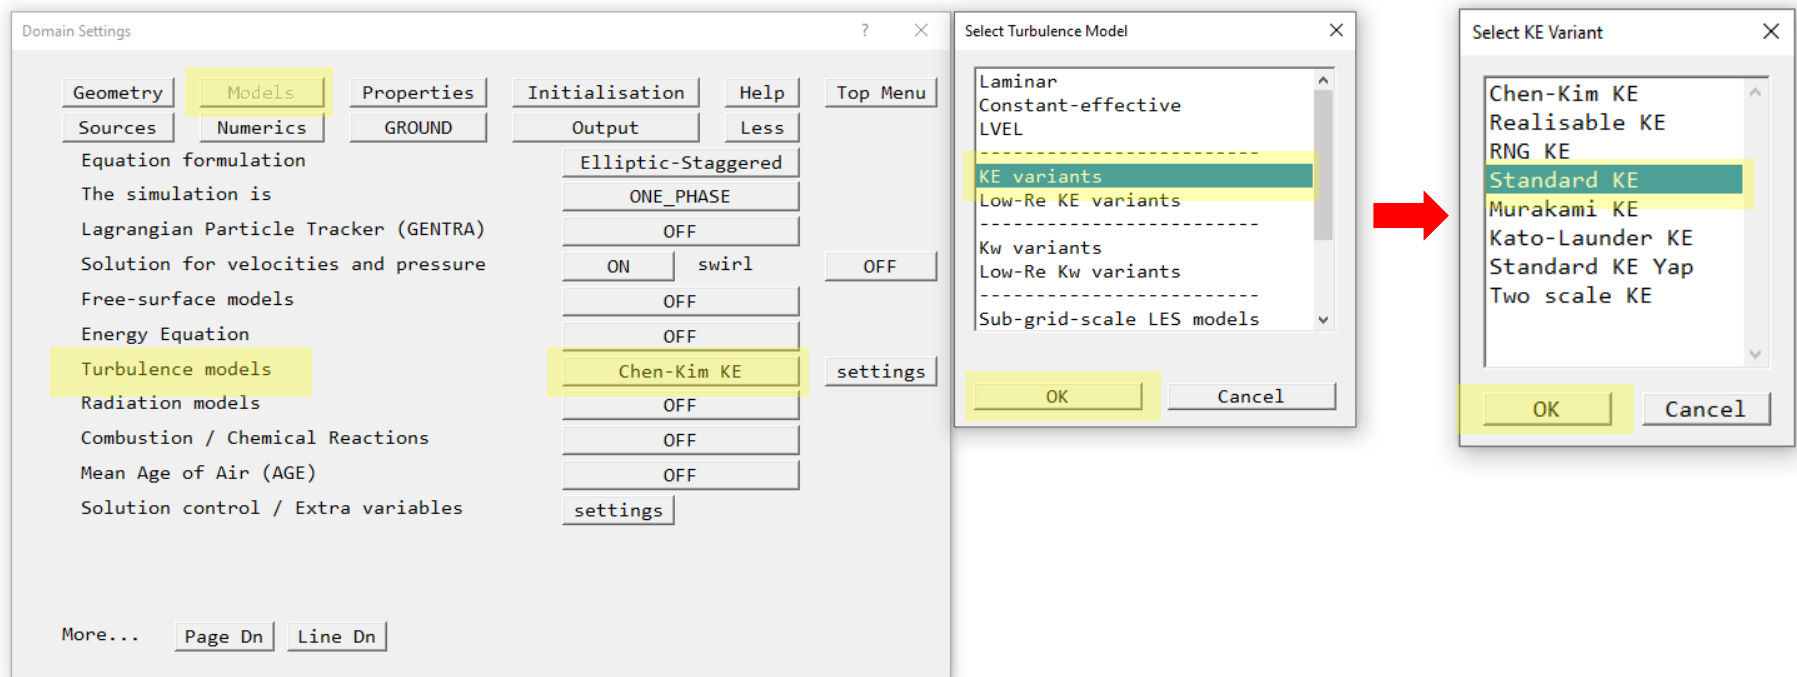 Domain Settings ? ×
Geometry Models Properties Initialisation Help Top Menu
Sources Numerics GROUND Output Less
Equation formulation Elliptic-Staggered
The simulation is ONE_PHASE
Lagrangian Particle Tracker (GENTRA) OFF
Solution for velocities and pressure ON swirl OFF
Free-surface models OFF
Energy Equation OFF
Turbulence models Chen-Kim KE settings
Radiation models OFF
Combustion / Chemical Reactions OFF
Mean Age of Air (AGE) OFF
Solution control / Extra variables settings
More... Page Dn Line Dn
Select Turbulence Model ×
Laminar
Constant-effective
LVEL
-------------------------
KE variants
Low-Re KE variants
-------------------------
Kw variants
Low-Re Kw variants
-------------------------
Sub-grid-scale LES models
OK Cancel
Select KE Variant ×
Chen-Kim KE
Realisable KE
RNG KE
Standard KE
Murakami KE
Kato-Launder KE
Standard KE Yap
Two scale KE
OK Cancel